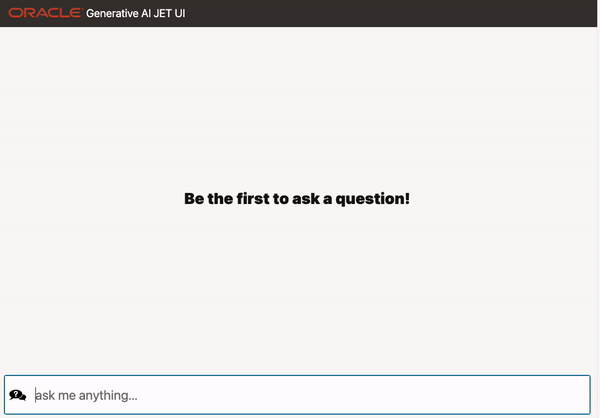 ORACLE Generative AI JET UI
Be the first to ask a question!
ask me anything...